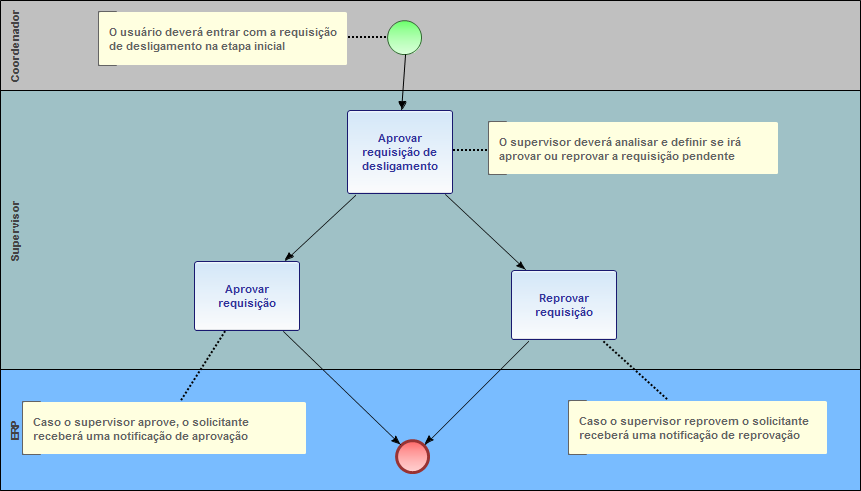 Coordenador
O usuário deverá entrar com a requisição
de desligamento na etapa inicial
Supervisor
Aprovar
requisição de
desligamento
O supervisor deverá analisar e definir se irá
aprovar ou reprovar a requisição pendente
Aprovar
requisição
Reprovar
requisição
ERP
Caso o supervisor aprove, o solicitante
receberá uma notificação de aprovação
Caso o supervisor reprovem o solicitante
receberá uma notificação de reprovação